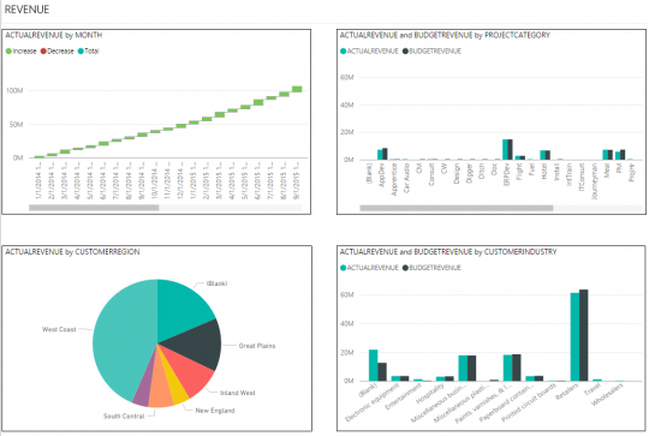 REVENUE
ACTUALREVENUE by MONTH
Increase Decrease Total
100M
50M
0M
1/1/2014 1...
2/1/2014 1...
3/1/2014 1...
4/1/2014 1...
5/1/2014 1...
6/1/2014 1...
7/1/2014 1...
8/1/2014 1...
9/1/2014 1...
10/1/2014 1...
11/1/2014 1...
12/1/2014 1...
1/1/2015 1...
2/1/2015 1...
3/1/2015 1...
4/1/2015 1...
5/1/2015 1...
6/1/2015 1...
7/1/2015 1...
8/1/2015 1...
9/1/2015 1...
ACTUALREVENUE and BUDGETREVENUE by PROJECTCATEGORY
ACTUALREVENUE BUDGETREVENUE
60M
40M
20M
0M
(Blank)
AppDev
Apprentice
Car Audio
CM
Consult
CW
Design
Digger
Ditch
Doc
ERPDev
Flight
Fuel
Hotel
Install
IntTrain
ITConsult
Journeyman
Meal
PM
ProjHr
ACTUALREVENUE by CUSTOMERREGION
(Blank)
West Coast
Great Plains
Inland West
New England
South Central
ACTUALREVENUE and BUDGETREVENUE by CUSTOMERINDUSTRY
ACTUALREVENUE BUDGETREVENUE
60M
40M
20M
0M
(Blank)
Electronic equipment
Entertainment
Hospitality
Miscellaneous busin...
Miscellaneous plasti...
Paints, varnishes, & l...
Paperboard contain...
Printed circuit boards
Retailers
Travel
Wholesalers